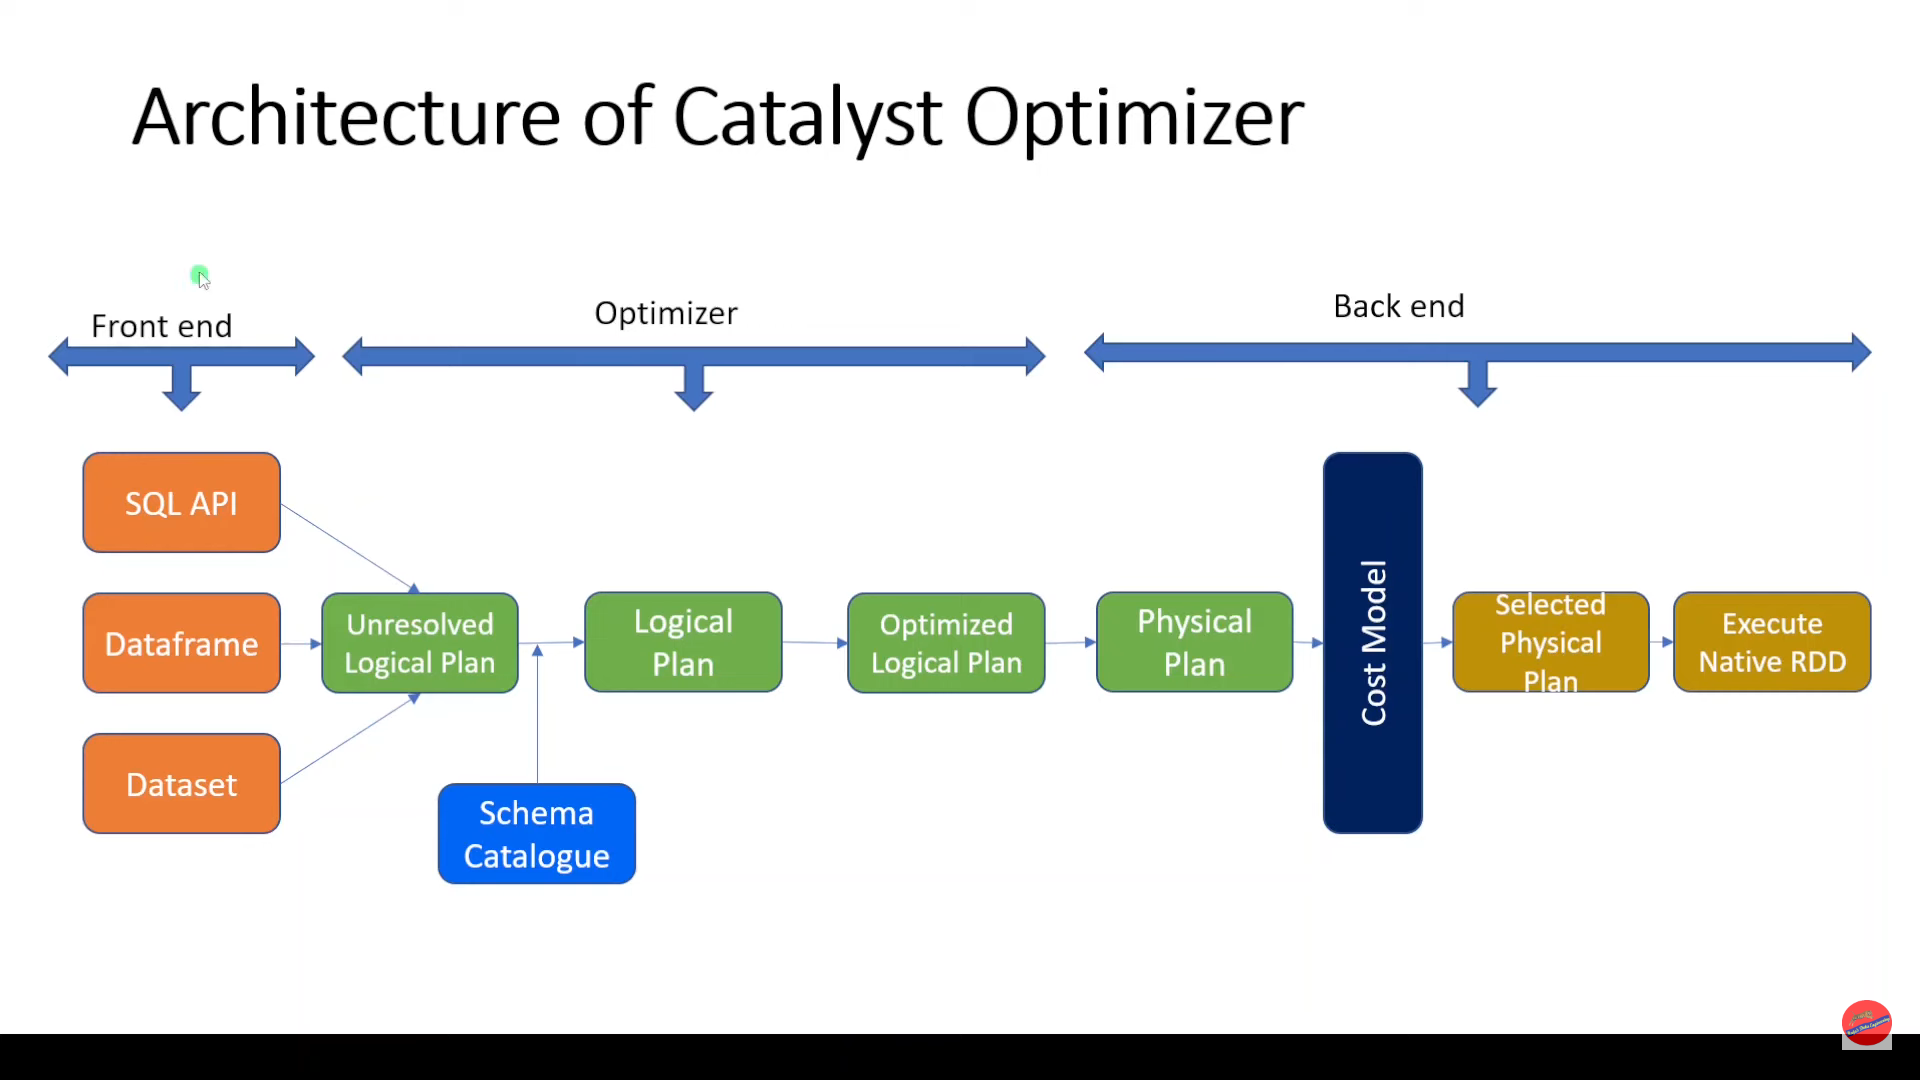 Architecture of Catalyst Optimizer
Front end
Optimizer
Back end
SQL API
Dataframe
Dataset
Unresolved
Logical Plan
Schema
Catalogue
Logical
Plan
Optimized
Logical Plan
Physical
Plan
Cost Model
Selected
Physical
Plan
Execute
Native RDD